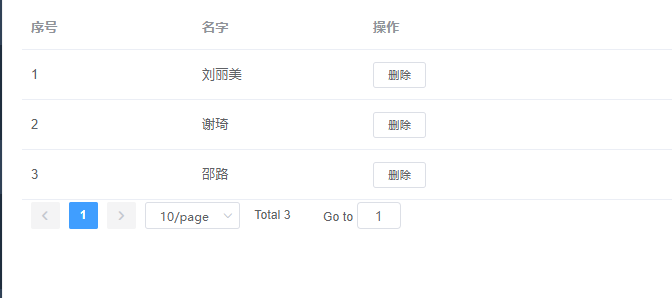 序号 名字 操作
1 刘丽美 删除
2 谢琦 删除
3 邵路 删除
1 10/page Total 3 Go to 1